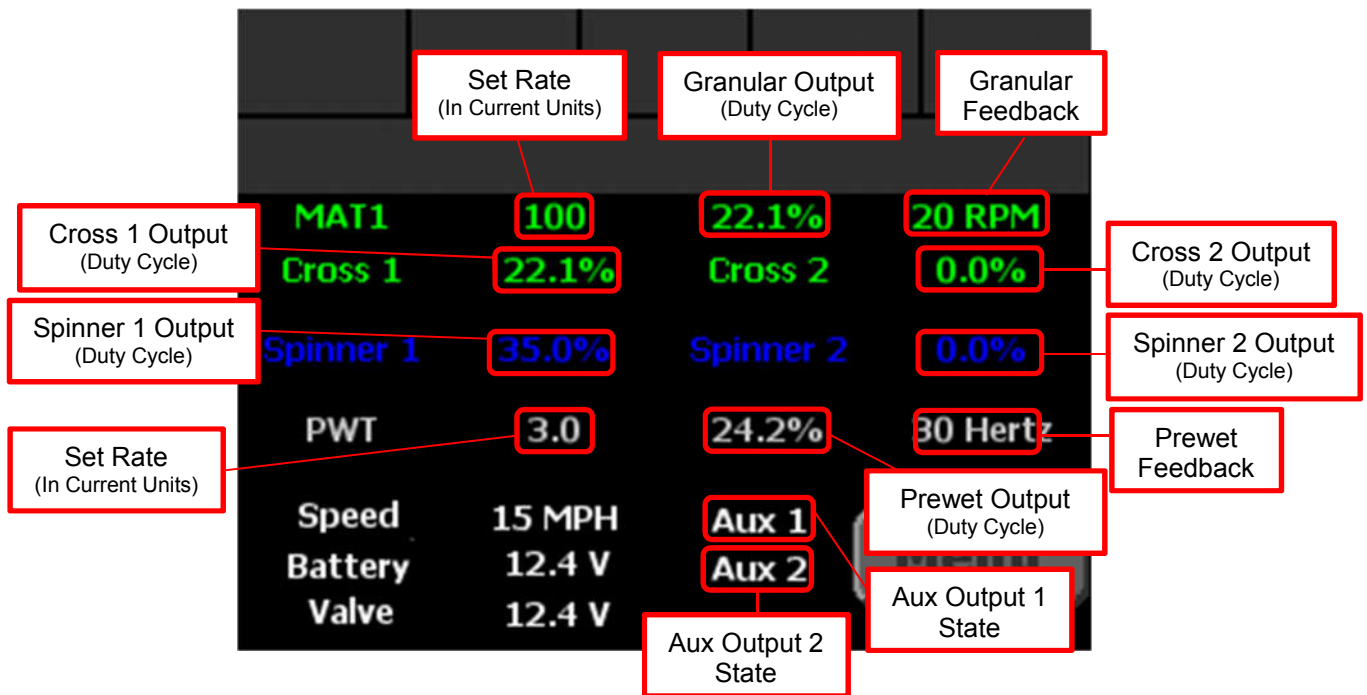 Set Rate
(In Current Units)
Granular Output
(Duty Cycle)
Granular
Feedback
MAT1 100 22.1% 20 RPM
Cross 1 Output
(Duty Cycle)
Cross 1 22.1% Cross 2 0.0%
Cross 2 Output
(Duty Cycle)
Spinner 1 Output
(Duty Cycle)
Spinner 1 35.0% Spinner 2 0.0%
Spinner 2 Output
(Duty Cycle)
PWT 3.0 24.2% 30 Hertz
Set Rate
(In Current Units)
Prewet
Feedback
Prewet Output
(Duty Cycle)
Speed 15 MPH Aux 1
Battery 12.4 V Aux 2
Valve 12.4 V
Aux Output 1
State
Aux Output 2
State